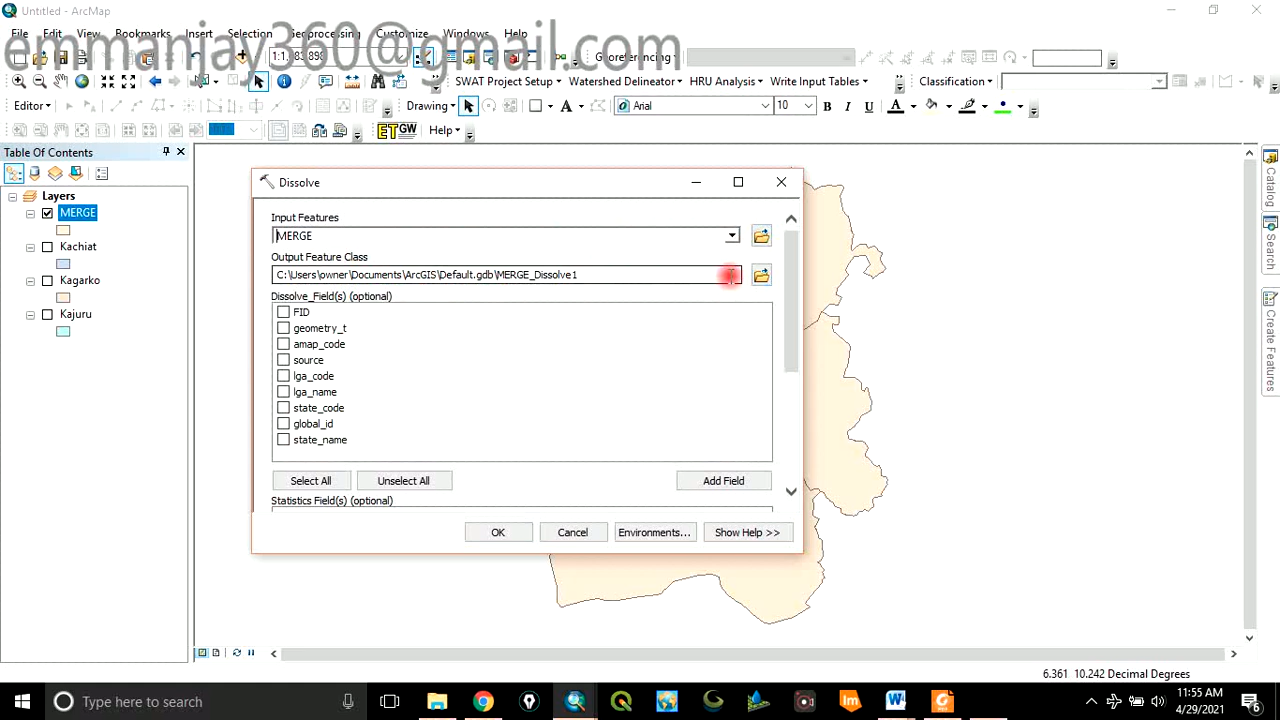 Untitled - ArcMap
File Edit View Bookmarks Insert Selection Geoprocessing Customize Windows Help
emmanjay360@gmail.com
Georeferencing
SWAT Project Setup Watershed Delineator HRU Analysis Write Input Tables Classification
Editor Drawing Arial 10 B I U A
ET GW Help
Table Of Contents
Layers
MERGE
Kachiat
Kagarko
Kajuru
Dissolve
Input Features
MERGE
Output Feature Class
C:\Users\owner\Documents\ArcGIS\Default.gdb\MERGE_Dissolve1
Dissolve_Field(s) (optional)
FID
geometry_t
amap_code
source
lga_code
lga_name
state_code
global_id
state_name
Select All Unselect All Add Field
Statistics Field(s) (optional)
OK Cancel Environments... Show Help >>
Catalog
Search
Create Features
6.361 10.242 Decimal Degrees
Type here to search
11:55 AM
4/29/2021
6